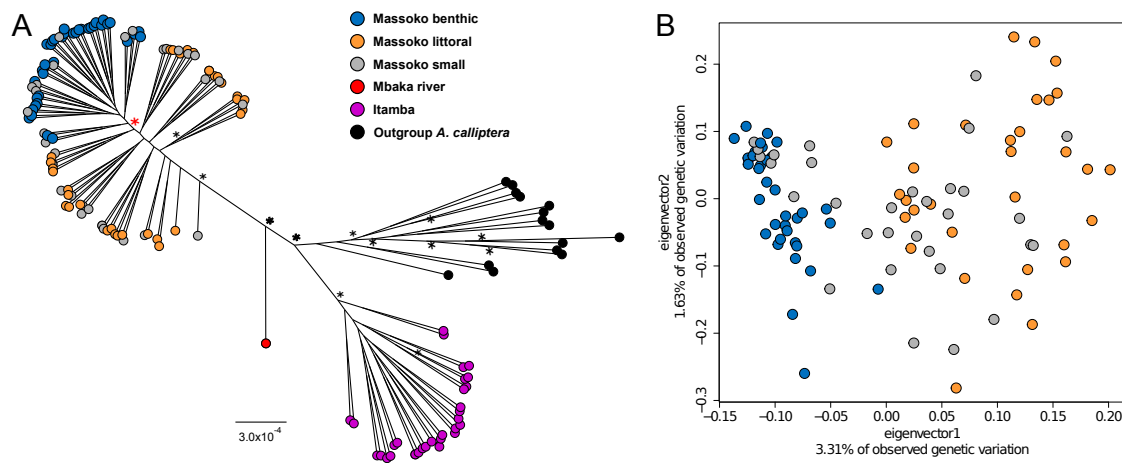 A
Massoko benthic
Massoko littoral
Massoko small
Mbaka river
Itamba
Outgroup A. calliptera
*
*
*
*
*
*
*
*
*
*
*
*
*
3.0x10⁻⁴
B
eigenvector2
1.63% of observed genetic variation
0.2
0.1
0.0
−0.1
−0.2
−0.3
−0.15
−0.10
−0.05
0.00
0.05
0.10
0.15
0.20
eigenvector1
3.31% of observed genetic variation